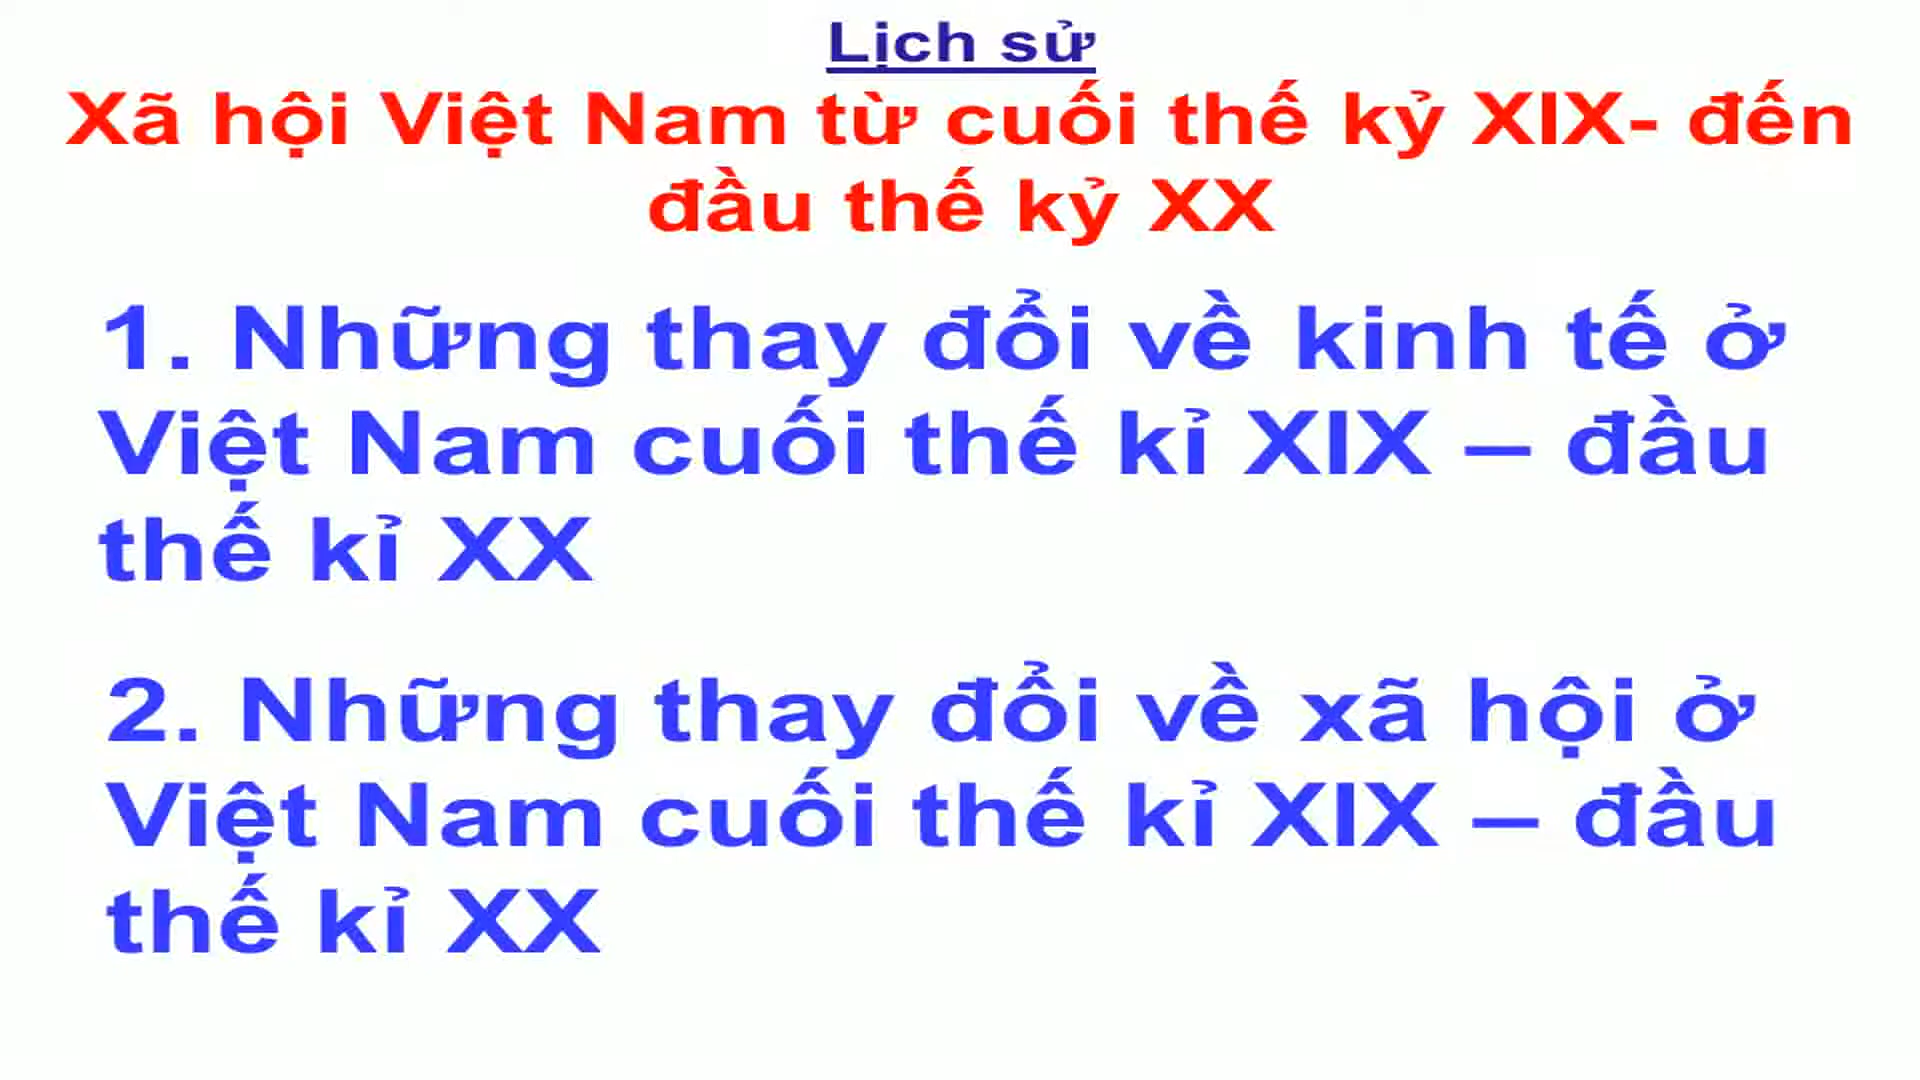 Lịch sử
Xã hội Việt Nam từ cuối thế kỷ XIX- đến
đầu thế kỷ XX
1. Những thay đổi về kinh tế ở
Việt Nam cuối thế kỉ XIX – đầu
thế kỉ XX
2. Những thay đổi về xã hội ở
Việt Nam cuối thế kỉ XIX – đầu
thế kỉ XX